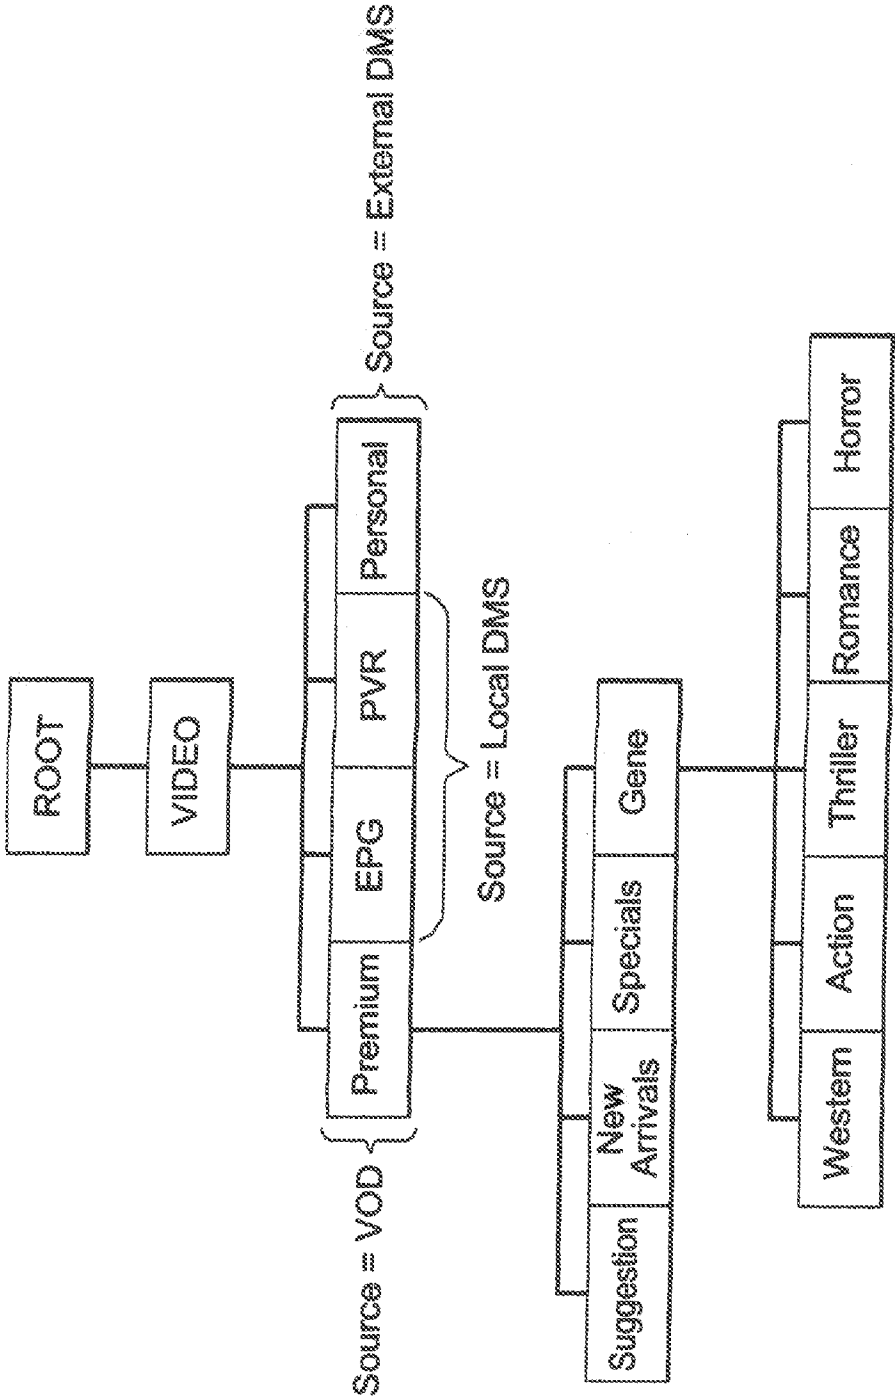 ROOT
VIDEO
Source = VOD
Premium
EPG
PVR
Personal
Source = External DMS
Source = Local DMS
Suggestion
New
Arrivals
Specials
Gene
Western
Action
Thriller
Romance
Horror